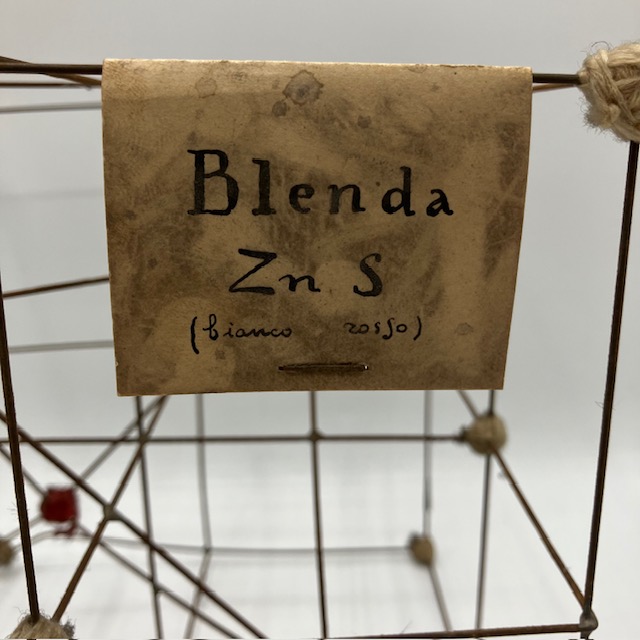 Blenda
Zn S
(bianco rosso)